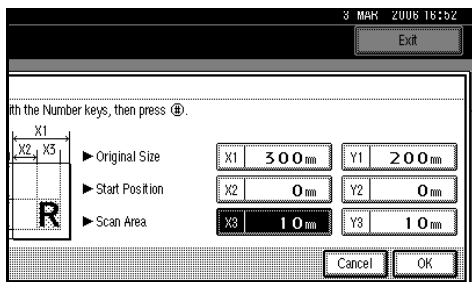 3 MAR 2006 16:52
Exit
ith the Number keys, then press (#).
X1
X2 X3
R
►Original Size X1 300mm Y1 200mm
►Start Position X2 0mm Y2 0mm
►Scan Area X3 10mm Y3 10mm
Cancel OK